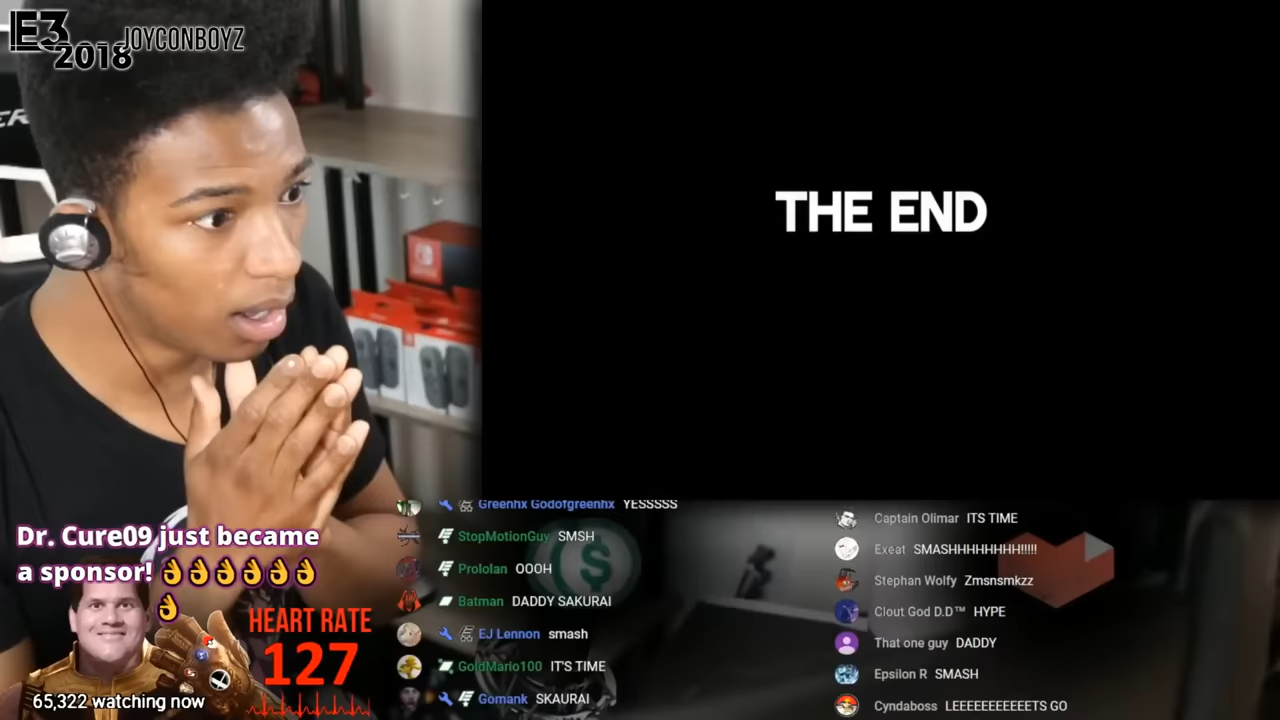 E3
2018
JOYCONBOYZ
THE END
Dr. Cure09 just became
a sponsor! 👌👌👌👌👌👌
👌
HEART RATE
127
65,322 watching now
Greenhx Godofgreenhx YESSSSS
StopMotionGuy SMSH
Prololan OOOH
Batman DADDY SAKURAI
EJ Lennon smash
GoldMario100 IT'S TIME
Gomank SKAURAI
Captain Olimar ITS TIME
Exeat SMASHHHHHHHH!!!!!
Stephan Wolfy Zmsnsmkzz
Clout God D.D™ HYPE
That one guy DADDY
Epsilon R SMASH
Cyndaboss LEEEEEEEEEEETS GO